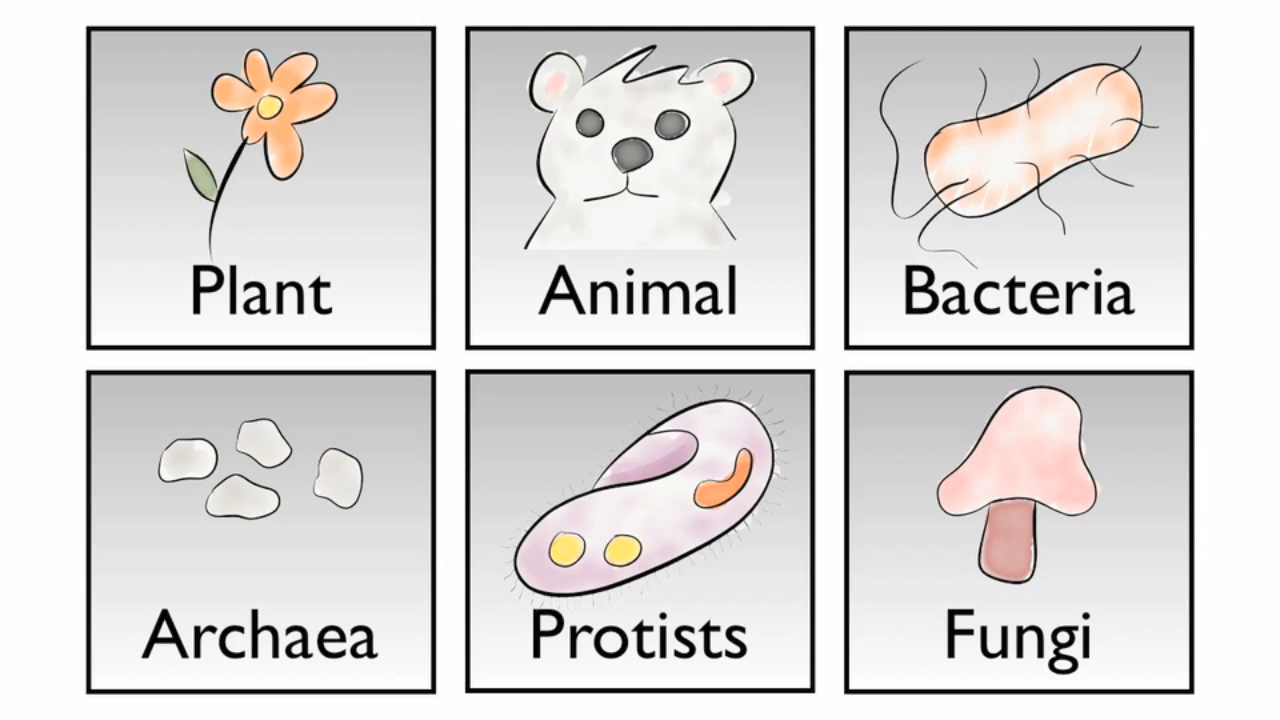 Plant
Animal
Bacteria
Archaea
Protists
Fungi